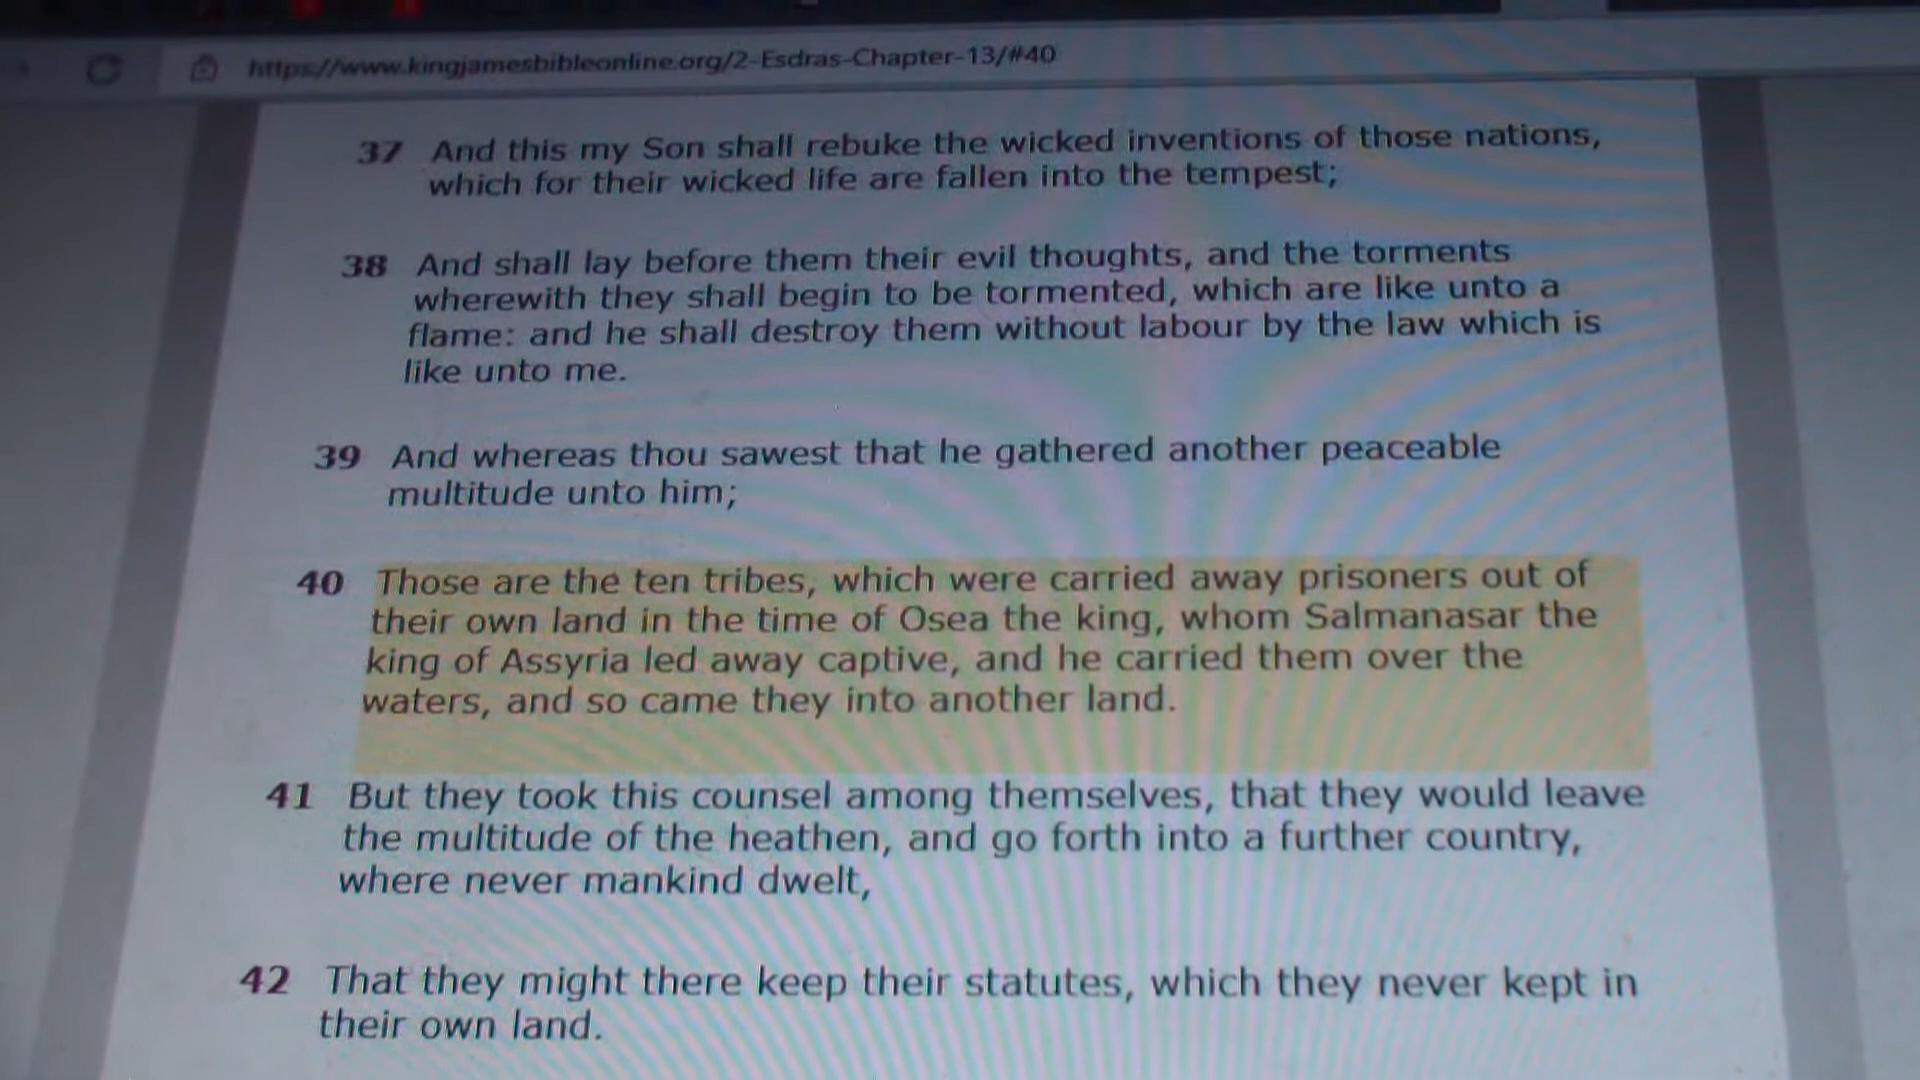 https://www.kingjamesbibleonline.org/2-Esdras-Chapter-13/#40
37 And this my Son shall rebuke the wicked inventions of those nations,
which for their wicked life are fallen into the tempest;
38 And shall lay before them their evil thoughts, and the torments
wherewith they shall begin to be tormented, which are like unto a
flame: and he shall destroy them without labour by the law which is
like unto me.
39 And whereas thou sawest that he gathered another peaceable
multitude unto him;
40 Those are the ten tribes, which were carried away prisoners out of
their own land in the time of Osea the king, whom Salmanasar the
king of Assyria led away captive, and he carried them over the
waters, and so came they into another land.
41 But they took this counsel among themselves, that they would leave
the multitude of the heathen, and go forth into a further country,
where never mankind dwelt,
42 That they might there keep their statutes, which they never kept in
their own land.